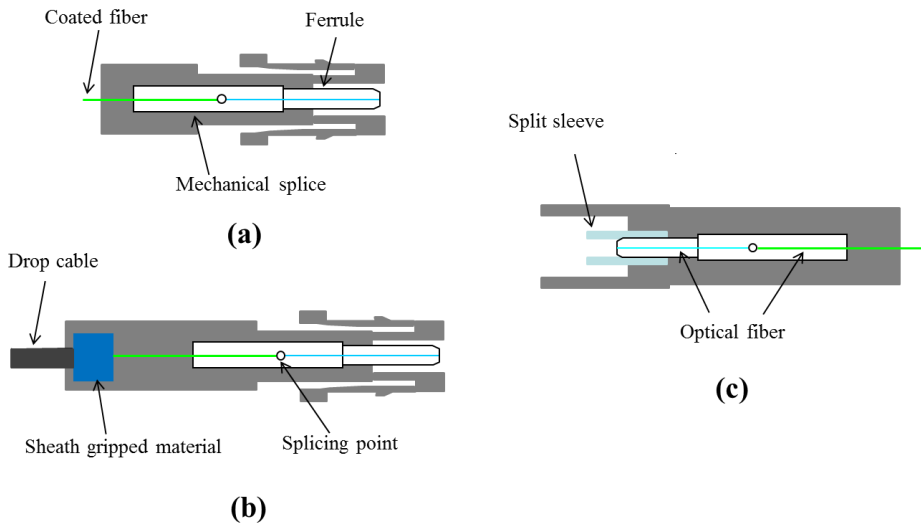 Coated fiber
Ferrule
Mechanical splice
(a)
Drop cable
Sheath gripped material
Splicing point
(b)
Split sleeve
Optical fiber
(c)